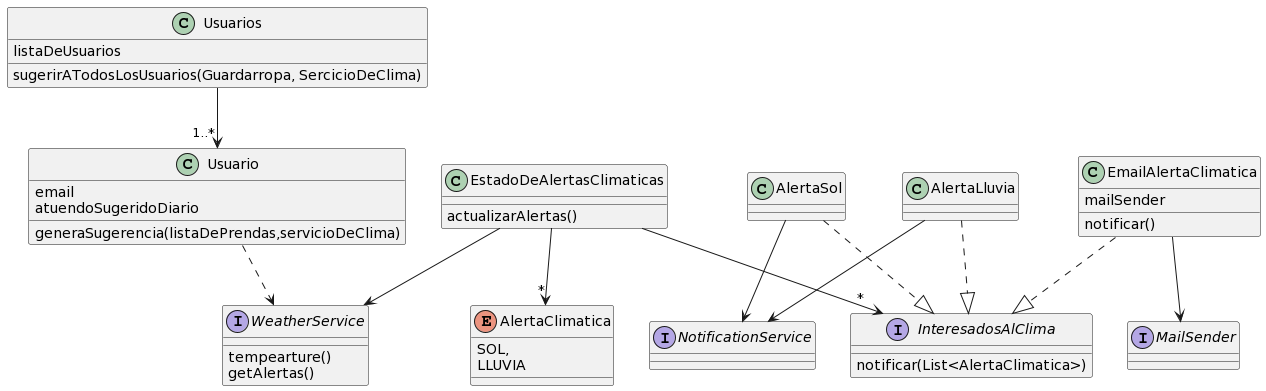 C Usuarios
listaDeUsuarios
sugerirATodosLosUsuarios(Guardarropa, SercicioDeClima)
1..*
C Usuario
email
atuendoSugeridoDiario
generaSugerencia(listaDePrendas,servicioDeClima)
C EstadoDeAlertasClimaticas
actualizarAlertas()
C AlertaSol
C AlertaLluvia
C EmailAlertaClimatica
mailSender
notificar()
*
*
I WeatherService
tempearture()
getAlertas()
E AlertaClimatica
SOL,
LLUVIA
I NotificationService
I InteresadosAlClima
notificar(List<AlertaClimatica>)
I MailSender